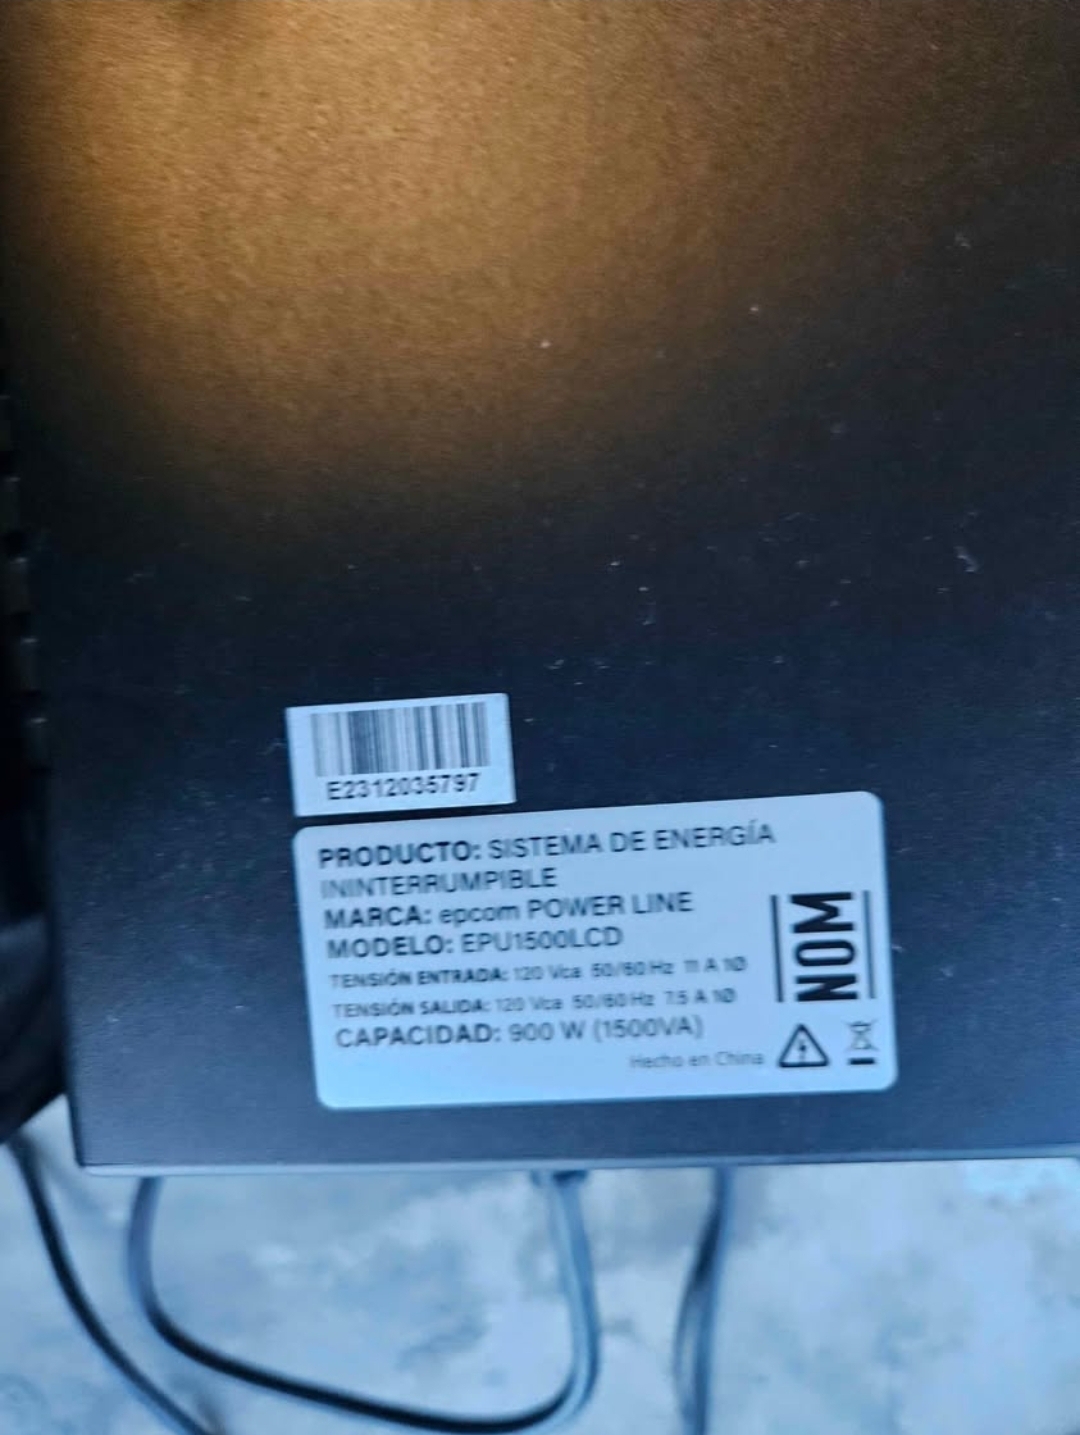 E2312035797
PRODUCTO: SISTEMA DE ENERGÍA
ININTERRUMPIBLE
MARCA: epcom POWER LINE
MODELO: EPU1500LCD
TENSIÓN ENTRADA: 120 Vca 50/60 Hz 11 A 1Ø
TENSIÓN SALIDA: 120 Vca 50/60 Hz 7.5 A 1Ø
CAPACIDAD: 900 W (1500VA)
Hecho en China
NOM